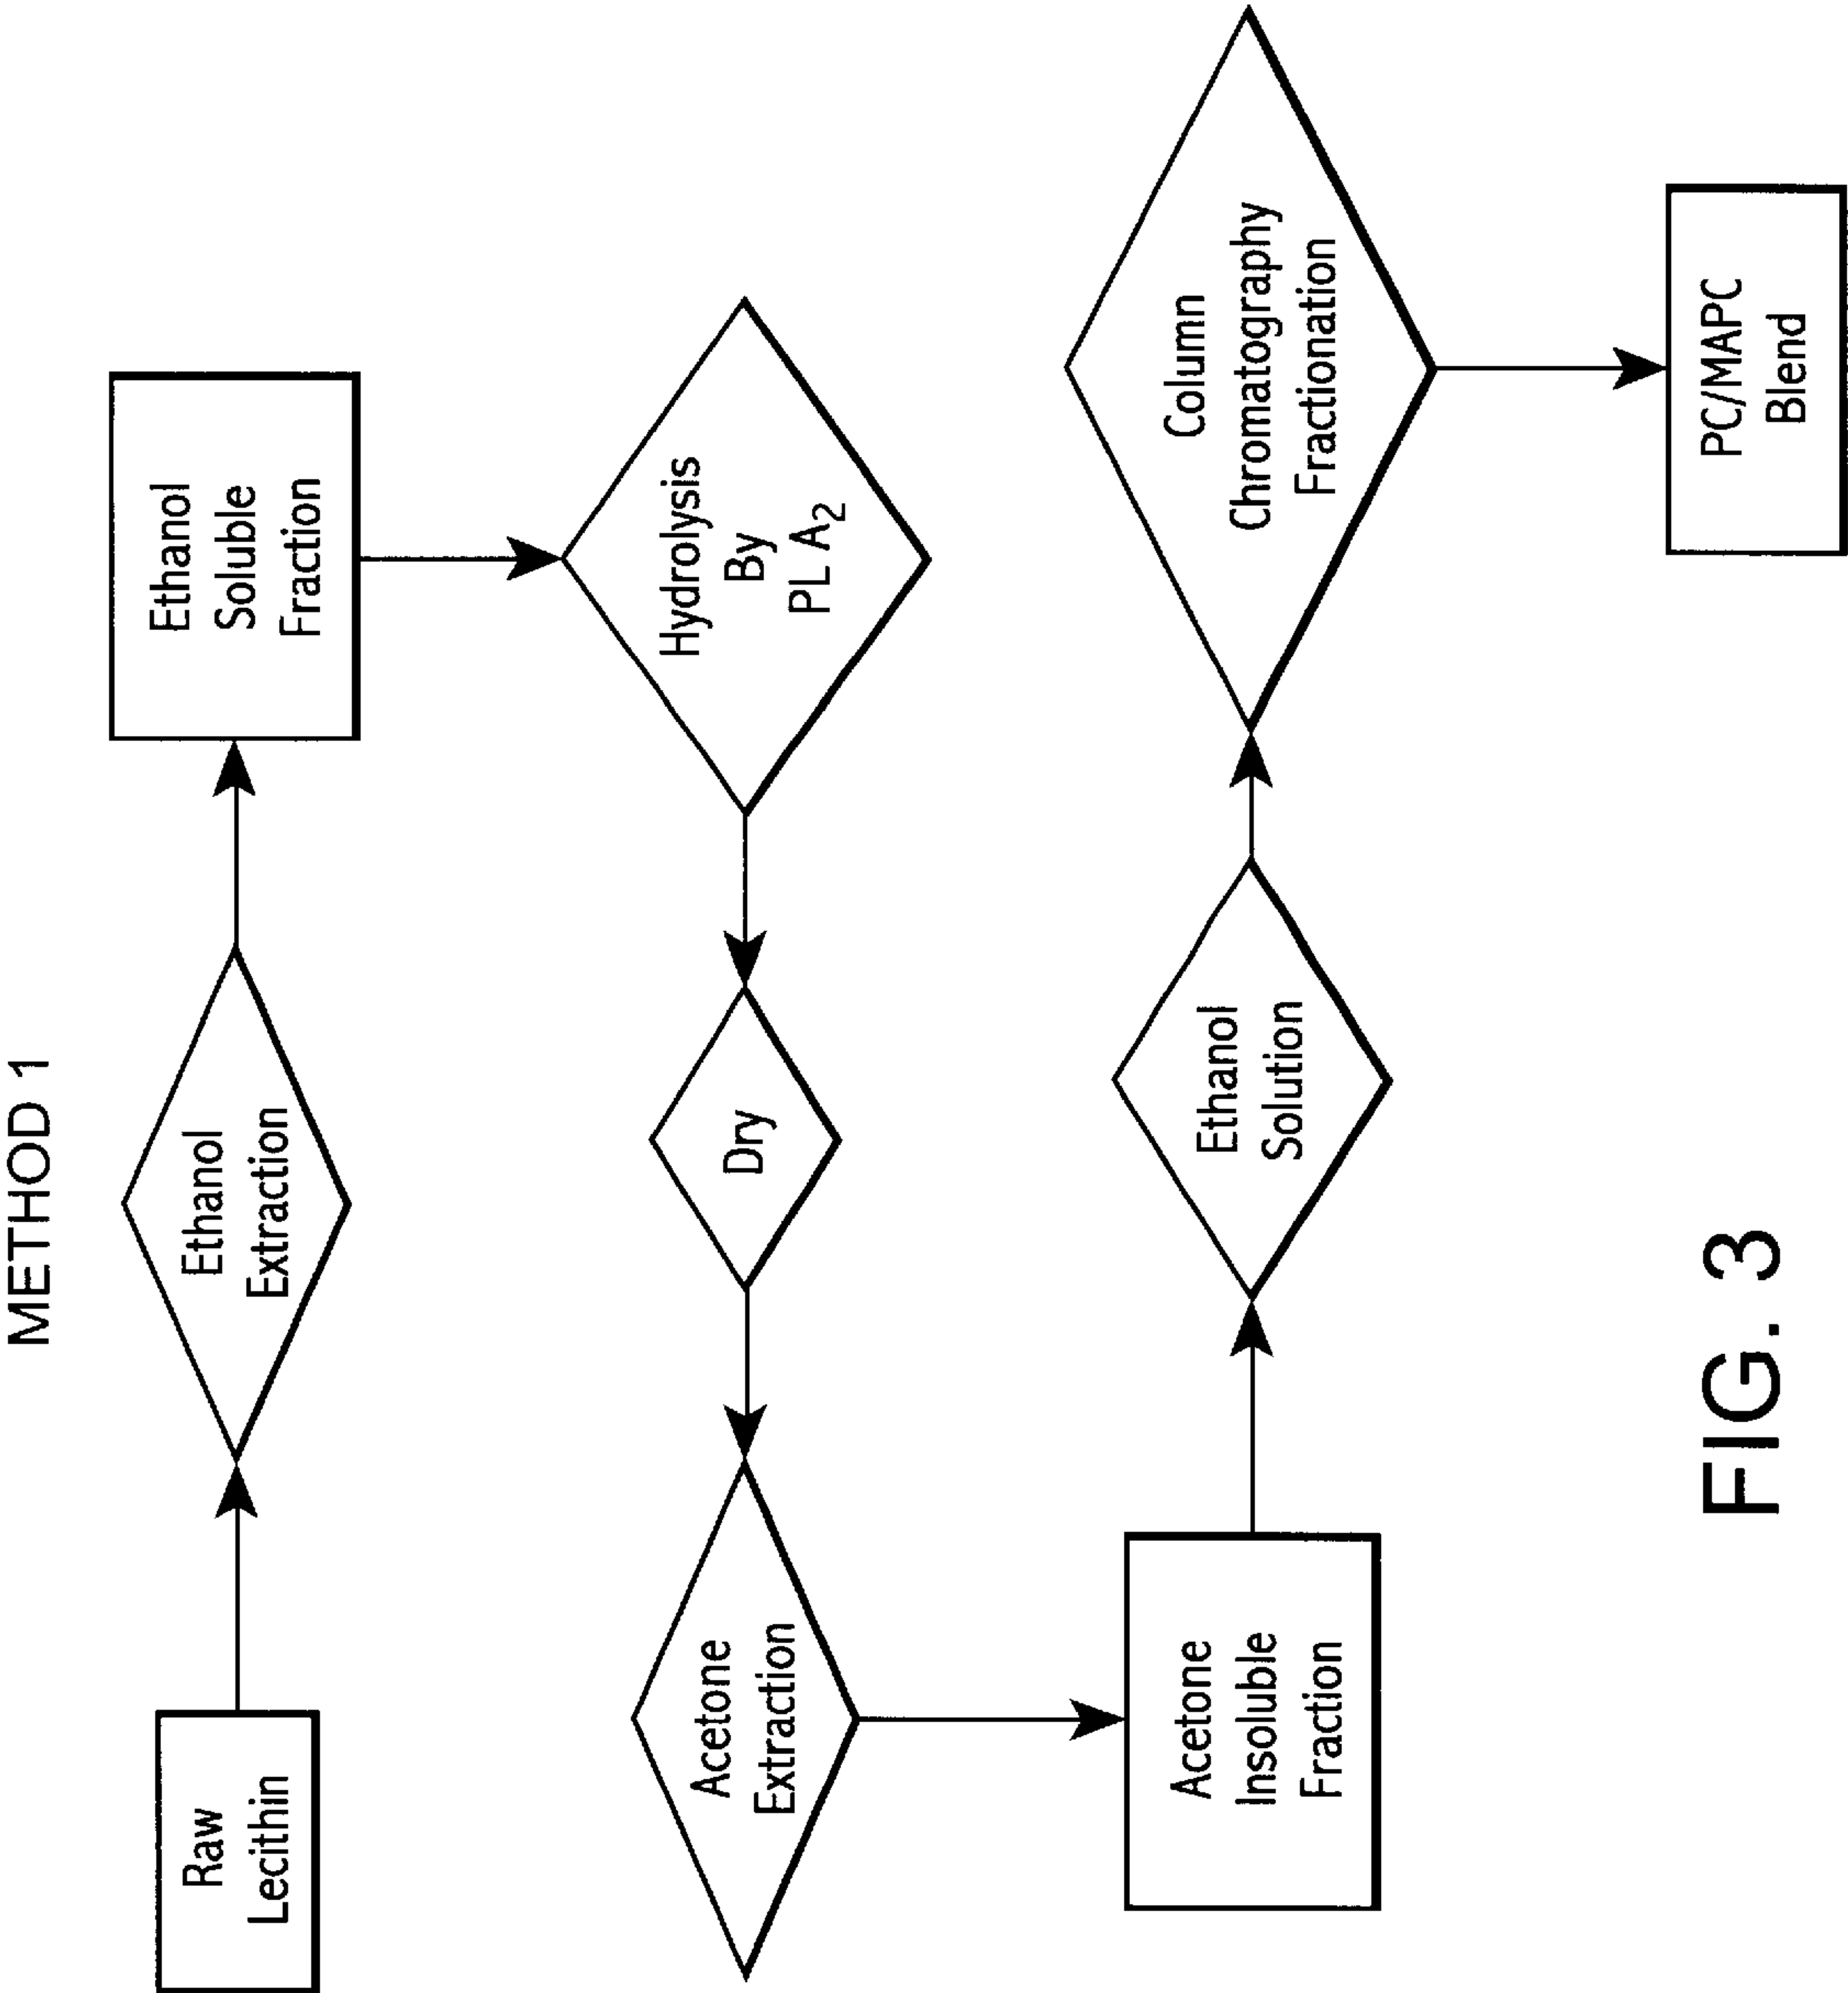 METHOD 1
Raw
Lecithin
Ethanol
Extraction
Ethanol
Soluble
Fraction
Hydrolysis
By
PL A₂
Dry
Acetone
Extraction
Acetone
Insoluble
Fraction
Ethanol
Solution
Column
Chromatography
Fractionation
PC/MAPC
Blend
FIG. 3